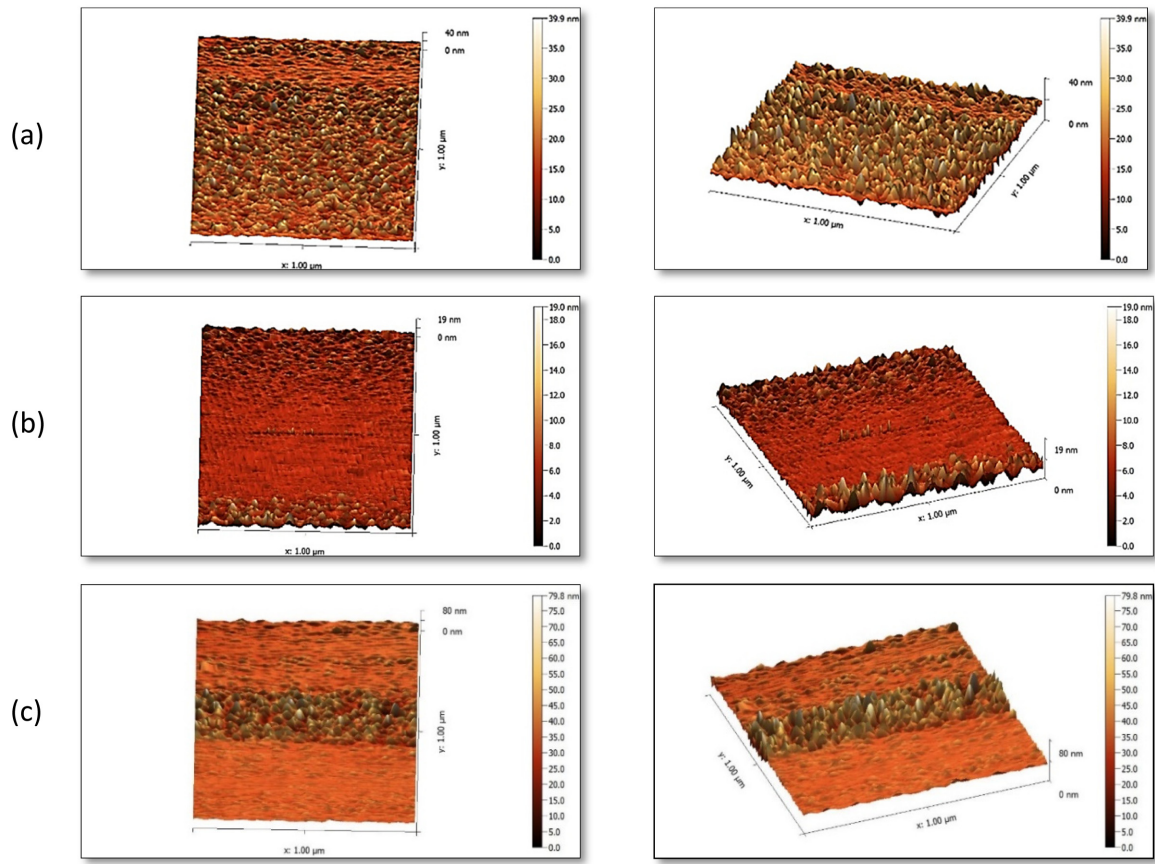 (a)
40 nm
0 nm
y: 1.00 µm
x: 1.00 µm
39.9 nm
35.0
30.0
25.0
20.0
15.0
10.0
5.0
0.0
40 nm
0 nm
y: 1.00 µm
x: 1.00 µm
39.9 nm
35.0
30.0
25.0
20.0
15.0
10.0
5.0
0.0
(b)
19 nm
0 nm
y: 1.00 µm
x: 1.00 µm
19.0 nm
18.0
16.0
14.0
12.0
10.0
8.0
6.0
4.0
2.0
0.0
19 nm
0 nm
y: 1.00 µm
x: 1.00 µm
19.0 nm
18.0
16.0
14.0
12.0
10.0
8.0
6.0
4.0
2.0
0.0
(c)
80 nm
0 nm
y: 1.00 µm
x: 1.00 µm
79.8 nm
75.0
70.0
65.0
60.0
55.0
50.0
45.0
40.0
35.0
30.0
25.0
20.0
15.0
10.0
5.0
0.0
80 nm
0 nm
y: 1.00 µm
x: 1.00 µm
79.8 nm
75.0
70.0
65.0
60.0
55.0
50.0
45.0
40.0
35.0
30.0
25.0
20.0
15.0
10.0
5.0
0.0